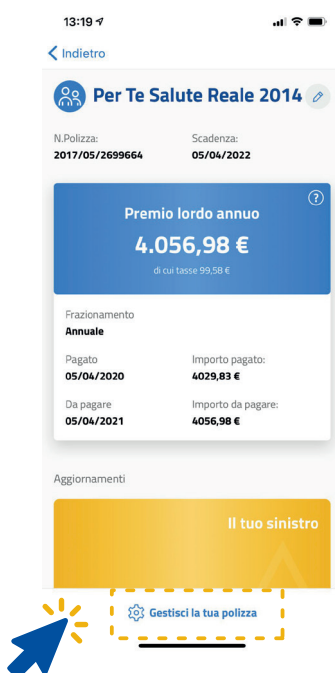 13:19
Indietro
Per Te Salute Reale 2014
N.Polizza: Scadenza:
2017/05/2699664 05/04/2022
Premio lordo annuo
4.056,98 €
di cui tasse 99,58 €
Frazionamento
Annuale
Pagato Importo pagato:
05/04/2020 4029,83 €
Da pagare Importo da pagare:
05/04/2021 4056,98 €
Aggiornamenti
Il tuo sinistro
Gestisci la tua polizza